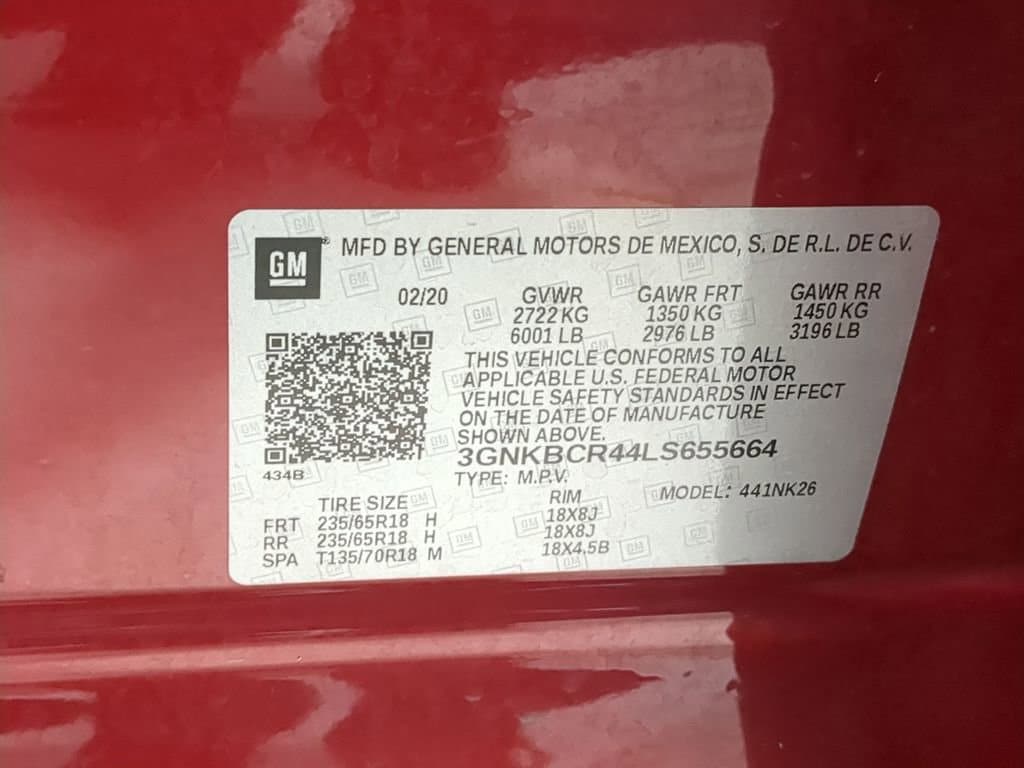 GM® MFD BY GENERAL MOTORS DE MEXICO, S. DE R.L. DE C.V.
02/20 GVWR GAWR FRT GAWR RR
2722 KG 1350 KG 1450 KG
6001 LB 2976 LB 3196 LB
THIS VEHICLE CONFORMS TO ALL
APPLICABLE U.S. FEDERAL MOTOR
VEHICLE SAFETY STANDARDS IN EFFECT
ON THE DATE OF MANUFACTURE
SHOWN ABOVE.
434B
3GNKBCR44LS655664
TYPE: M.P.V. MODEL: 441NK26
TIRE SIZE RIM
FRT 235/65R18 H 18X8J
RR 235/65R18 H 18X8J
SPA T135/70R18 M 18X4,5B